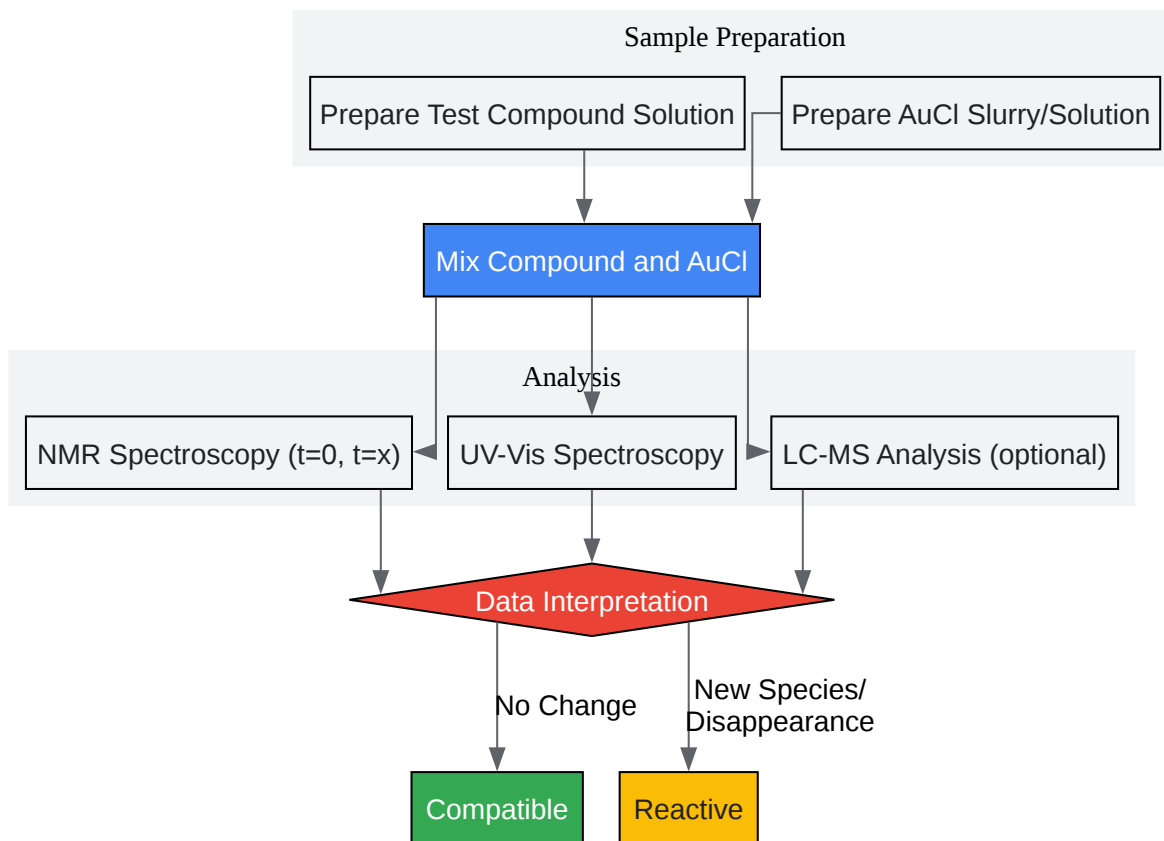 Sample Preparation
Prepare Test Compound Solution
Prepare AuCl Slurry/Solution
Mix Compound and AuCl
Analysis
NMR Spectroscopy (t=0, t=x)
UV-Vis Spectroscopy
LC-MS Analysis (optional)
Data Interpretation
No Change
New Species/
Disappearance
Compatible
Reactive